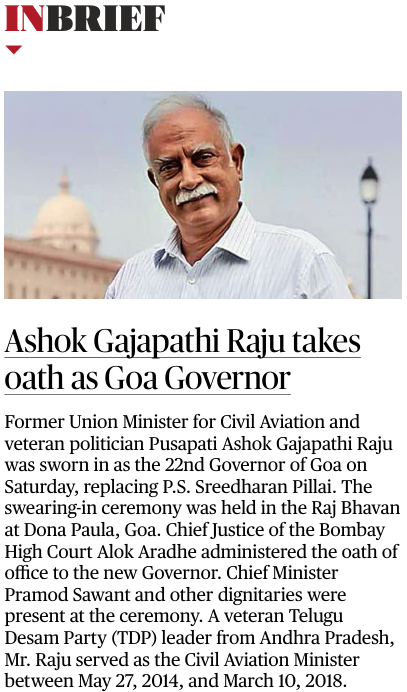 INBRIEF
Ashok Gajapathi Raju takes
oath as Goa Governor
Former Union Minister for Civil Aviation and
veteran politician Pusapati Ashok Gajapathi Raju
was sworn in as the 22nd Governor of Goa on
Saturday, replacing P.S. Sreedharan Pillai. The
swearing-in ceremony was held in the Raj Bhavan
at Dona Paula, Goa. Chief Justice of the Bombay
High Court Alok Aradhe administered the oath of
office to the new Governor. Chief Minister
Pramod Sawant and other dignitaries were
present at the ceremony. A veteran Telugu
Desam Party (TDP) leader from Andhra Pradesh,
Mr. Raju served as the Civil Aviation Minister
between May 27, 2014, and March 10, 2018.